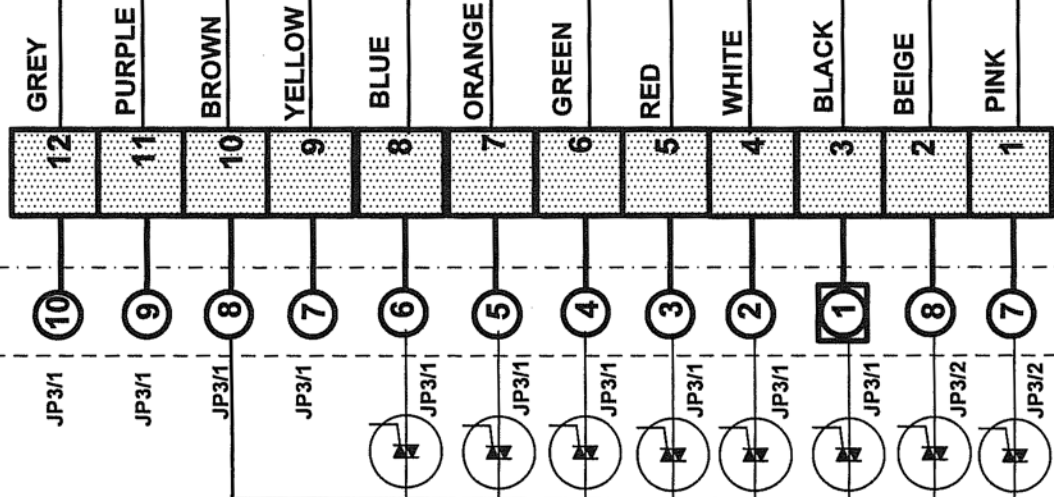 GREY
PURPLE
BROWN
YELLOW
BLUE
ORANGE
GREEN
RED
WHITE
BLACK
BEIGE
PINK
12
11
10
9
8
7
6
5
4
3
2
1
10
9
8
7
6
5
4
3
2
1
8
7
JP3/1
JP3/1
JP3/1
JP3/1
JP3/1
JP3/1
JP3/1
JP3/1
JP3/1
JP3/1
JP3/2
JP3/2